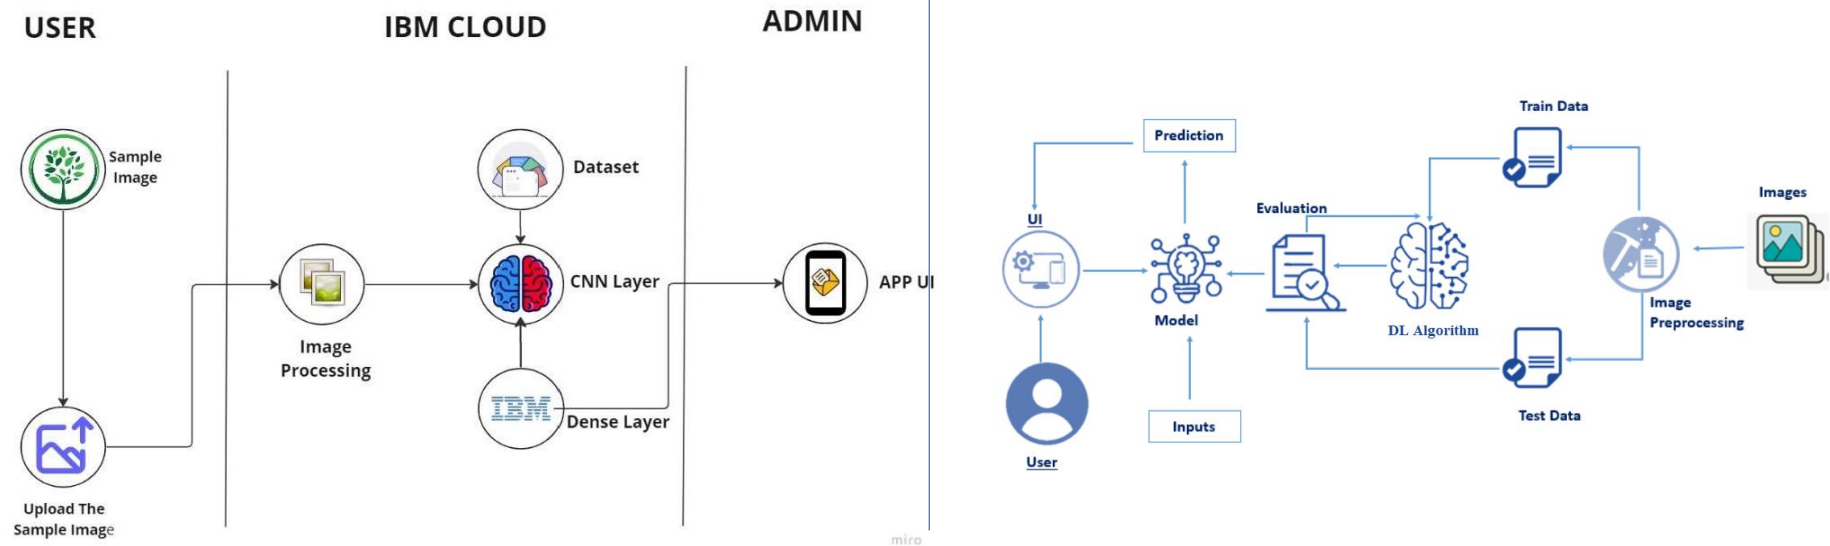 USER
IBM CLOUD
ADMIN
Sample
Image
Dataset
CNN Layer
APP UI
Image
Processing
IBM
Dense Layer
Upload The
Sample Image
miro
Train Data
Prediction
Images
Evaluation
UI
Image
Preprocessing
Model
DL Algorithm
Inputs
Test Data
User